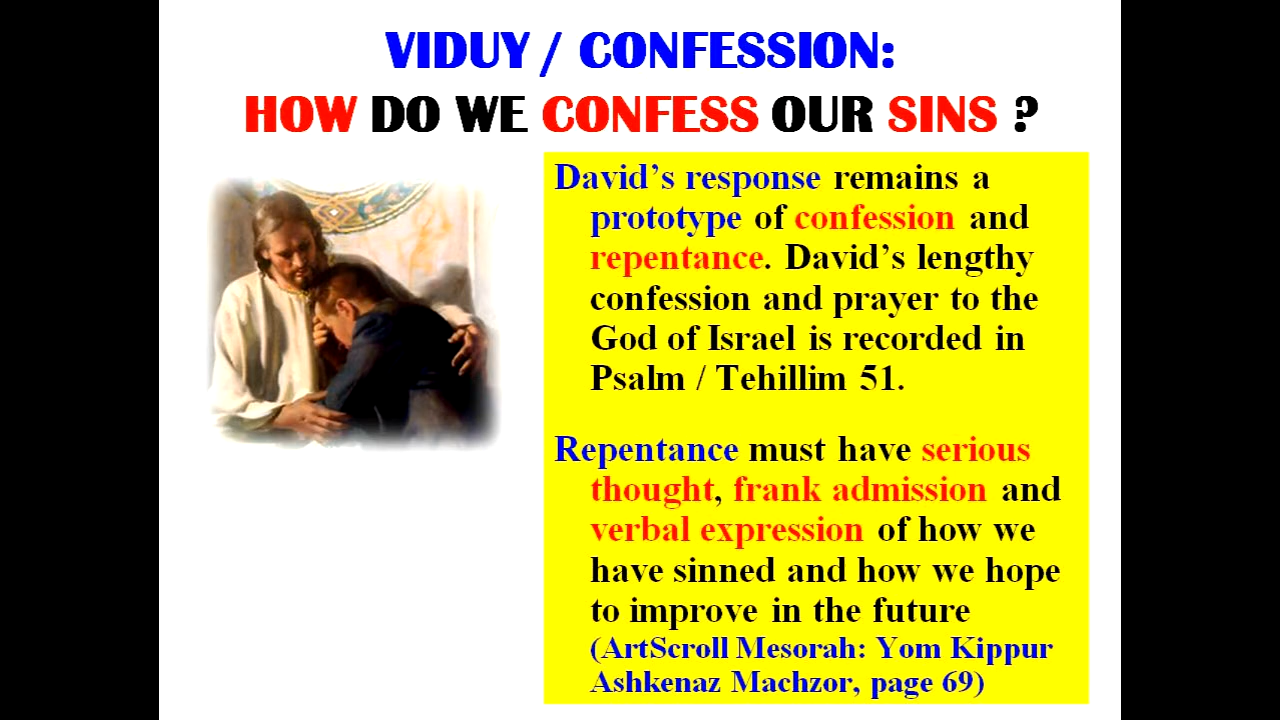 VIDUY / CONFESSION:
HOW DO WE CONFESS OUR SINS ?
David’s response remains a
prototype of confession and
repentance. David’s lengthy
confession and prayer to the
God of Israel is recorded in
Psalm / Tehillim 51.
Repentance must have serious
thought, frank admission and
verbal expression of how we
have sinned and how we hope
to improve in the future
(ArtScroll Mesorah: Yom Kippur
Ashkenaz Machzor, page 69)